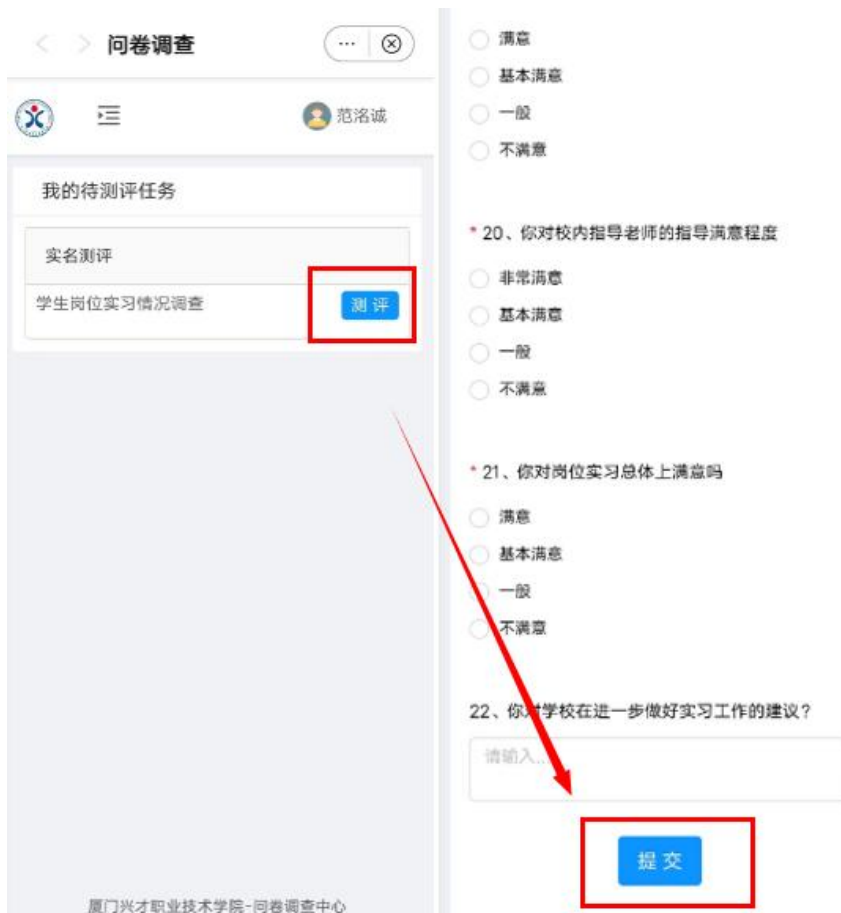 问卷调查
范洺诚
我的待测评任务
实名测评
学生岗位实习情况调查
测 评
厦门兴才职业技术学院-问卷调查中心
满意
基本满意
一般
不满意
* 20、你对校内指导老师的指导满意程度
非常满意
基本满意
一般
不满意
* 21、你对岗位实习总体上满意吗
满意
基本满意
一般
不满意
22、你对学校在进一步做好实习工作的建议?
请输入...
提 交